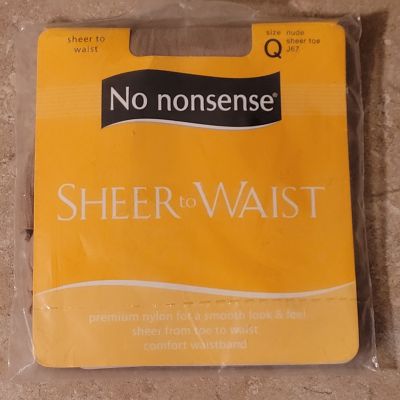 sheer to
waist
size
Q
nude
sheer toe
J67
No nonsense®
SHEER to WAIST
premium nylon for a smooth look & feel
sheer from toe to waist
comfort waistband